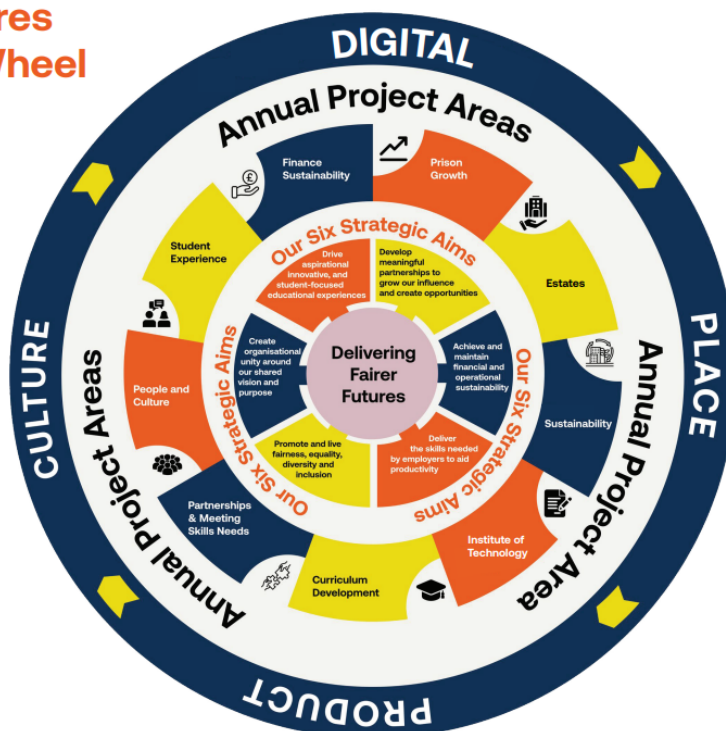 res
Wheel
DIGITAL
PLACE
PRODUCT
CULTURE
Annual Project Areas
Annual Project Area
Annual Project Areas
Annual Project Areas
Finance
Sustainability
£
Prison
Growth
Estates
Sustainability
Institute of
Technology
Curriculum
Development
Partnerships
& Meeting
Skills Needs
People and
Culture
Student
Experience
Our Six Strategic Aims
Our Six Strategic Aims
Our Six Strategic Aims
Drive
aspirational
innovative, and
student-focused
educational experiences
Develop
meaningful
partnerships to
grow our influence
and create opportunities
Achieve and
maintain
financial and
operational
sustainability
Deliver
the skills needed
by employers to aid
productivity
Promote and live
fairness, equality,
diversity and
inclusion
Create
organisational
unity around
our shared
vision and
purpose
Delivering
Fairer
Futures